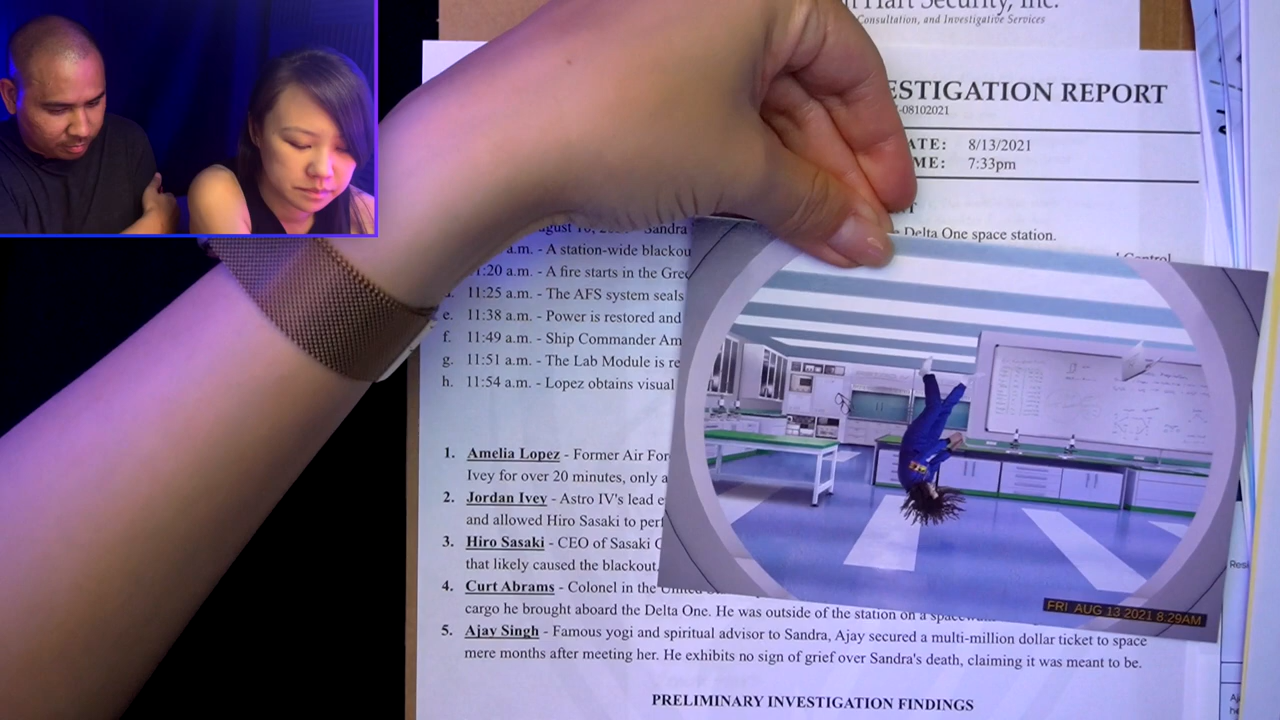 Hart Security, Inc.
Consultation, and Investigative Services
ESTIGATION REPORT
-08102021
ATE: 8/13/2021
ME: 7:33pm
Delta One space station.
Sandra
a.m. - A station-wide blackou
11:20 a.m. - A fire starts in the Gree
d. 11:25 a.m. - The AFS system seals
e. 11:38 a.m. - Power is restored and
f. 11:49 a.m. - Ship Commander Am
g. 11:51 a.m. - The Lab Module is re
h. 11:54 a.m. - Lopez obtains visual
1. Amelia Lopez - Former Air For
Ivey for over 20 minutes, only a
2. Jordan Ivey - Astro IV's lead e
and allowed Hiro Sasaki to perf
3. Hiro Sasaki - CEO of Sasaki C
that likely caused the blackout.
4. Curt Abrams - Colonel in the United
cargo he brought aboard the Delta One. He was outside of the station on a
5. Ajay Singh - Famous yogi and spiritual advisor to Sandra, Ajay secured a multi-million dollar ticket to space
mere months after meeting her. He exhibits no sign of grief over Sandra's death, claiming it was meant to be.
PRELIMINARY INVESTIGATION FINDINGS
FRI AUG 13 2021 8:29AM